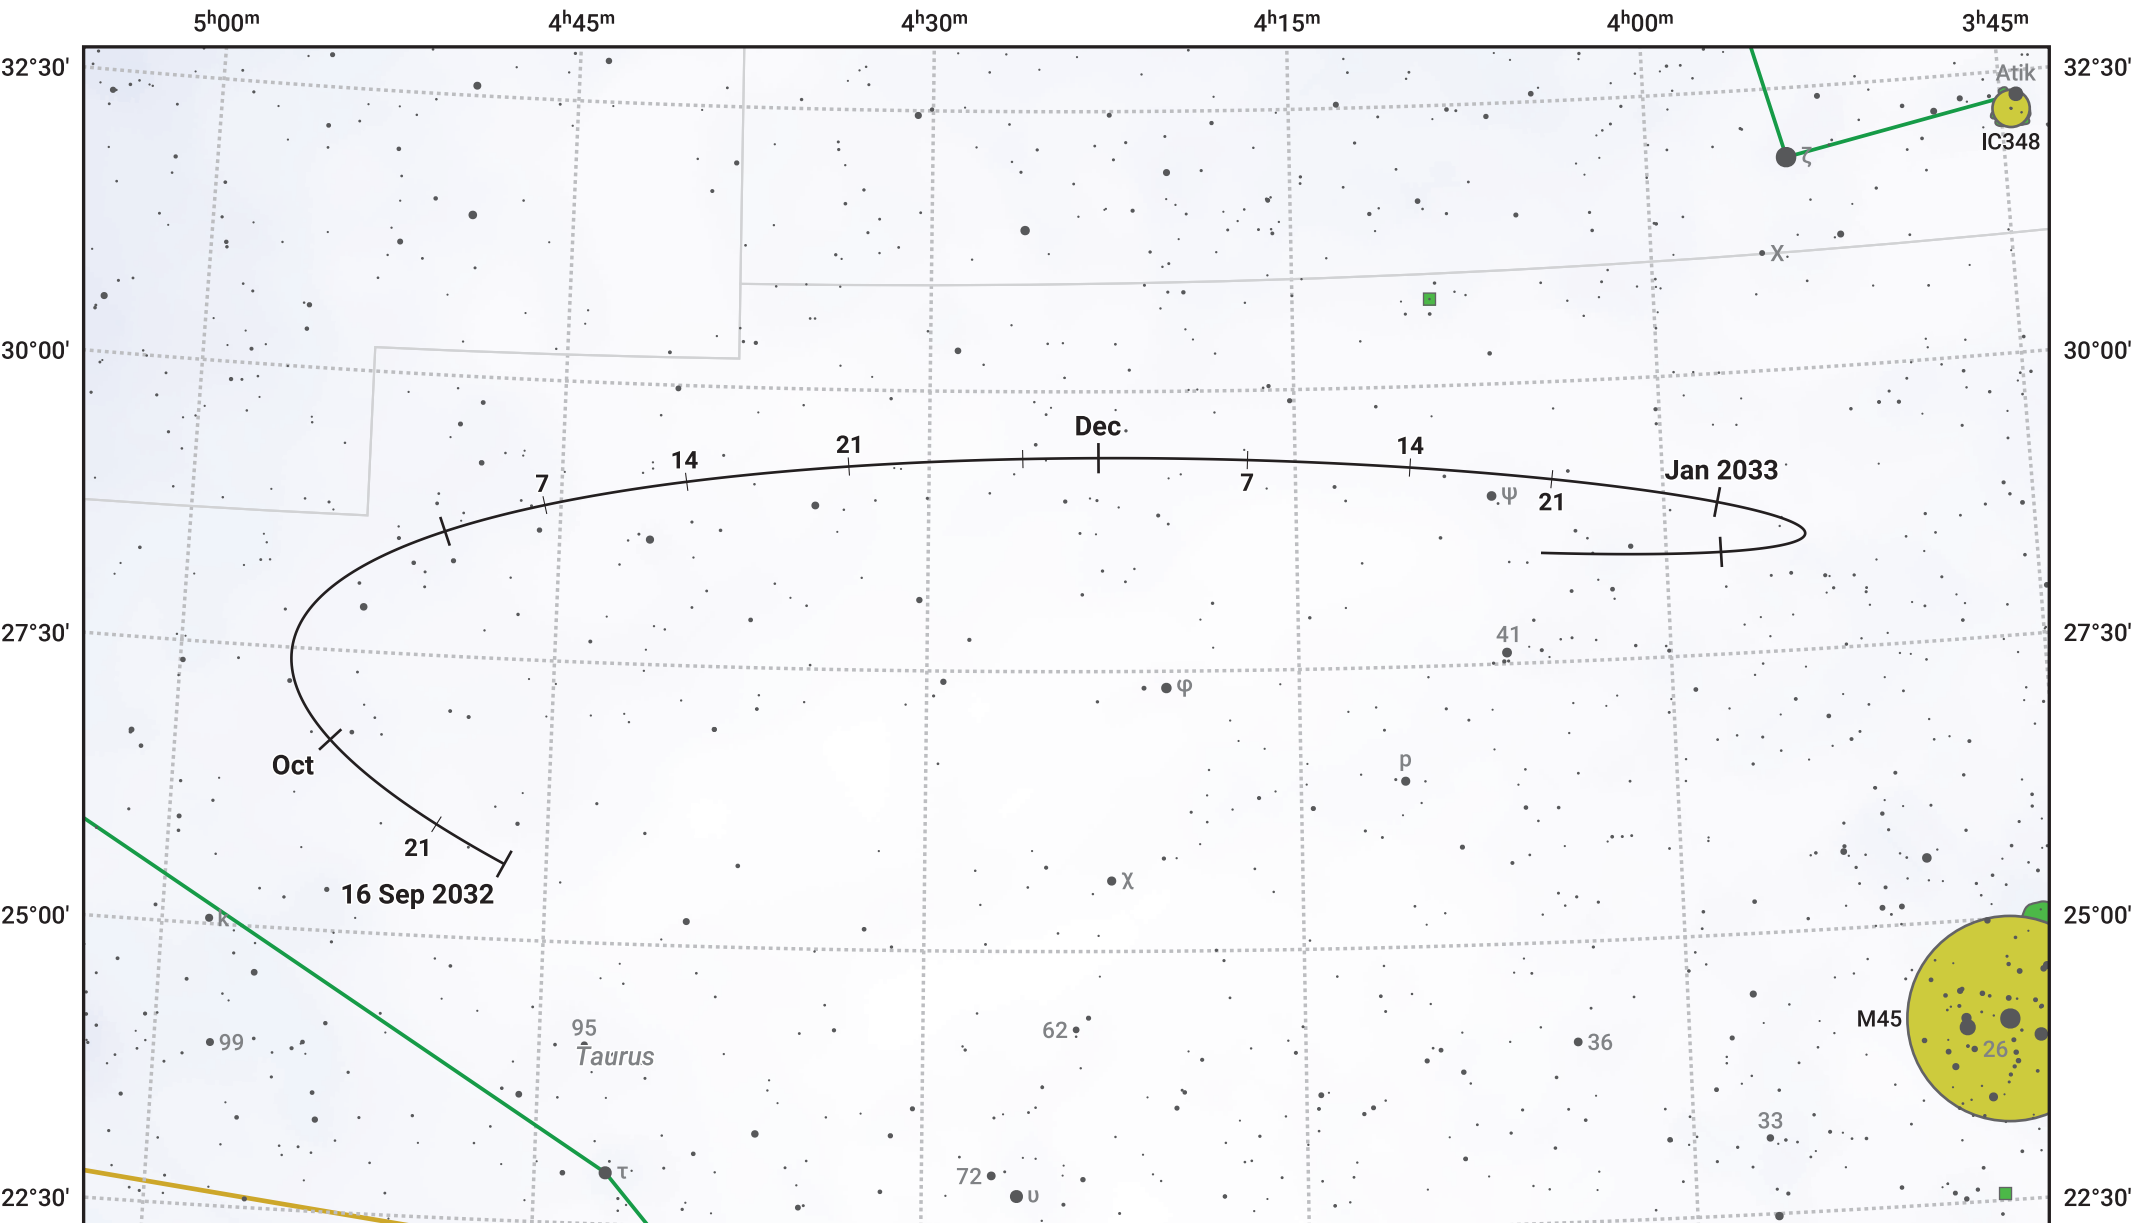 5h00m 4h45m 4h30m 4h15m 4h00m 3h45m
32°30' 32°30'
Atik
IC348
ζ
X
30°00' 30°00'
Dec
21 14
14 Jan 2033
7 7 ψ 21
27°30' 27°30'
41
φ
p
Oct
21
16 Sep 2032
χ
25°00' k 25°00'
M45
95 62
99 36 26
Taurus
33
τ 72 υ
22°30' 22°30'